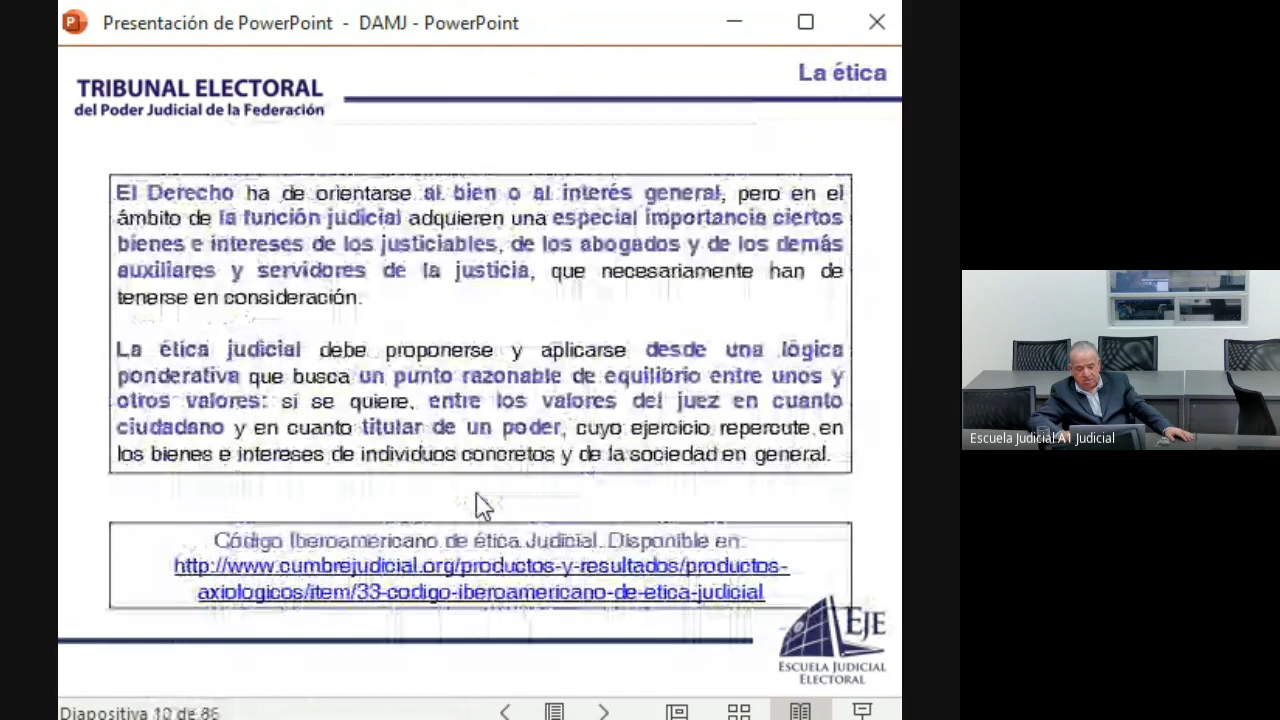 Presentación de PowerPoint - DAMJ - PowerPoint
La ética
TRIBUNAL ELECTORAL
del Poder Judicial de la Federación
El Derecho ha de orientarse al bien o al interés general, pero en el
ámbito de la función judicial adquieren una especial importancia ciertos
bienes e intereses de los justiciables, de los abogados y de los demás
auxiliares y servidores de la justicia, que necesariamente han de
tenerse en consideración.
La ética judicial debe proponerse y aplicarse desde una lógica
ponderativa que busca un punto razonable de equilibrio entre unos y
otros valores: si se quiere, entre los valores del juez en cuanto
ciudadano y en cuanto titular de un poder, cuyo ejercicio repercute en
los bienes e intereses de individuos concretos y de la sociedad en general.
Código Iberoamericano de ética Judicial. Disponible en:
http://www.cumbrejudicial.org/productos-y-resultados/productos-
axiologicos/item/33-codigo-iberoamericano-de-etica-judicial
EJE
ESCUELA JUDICIAL
ELECTORAL
Diapositiva 10 de 86
Escuela Judicial A1 Judicial